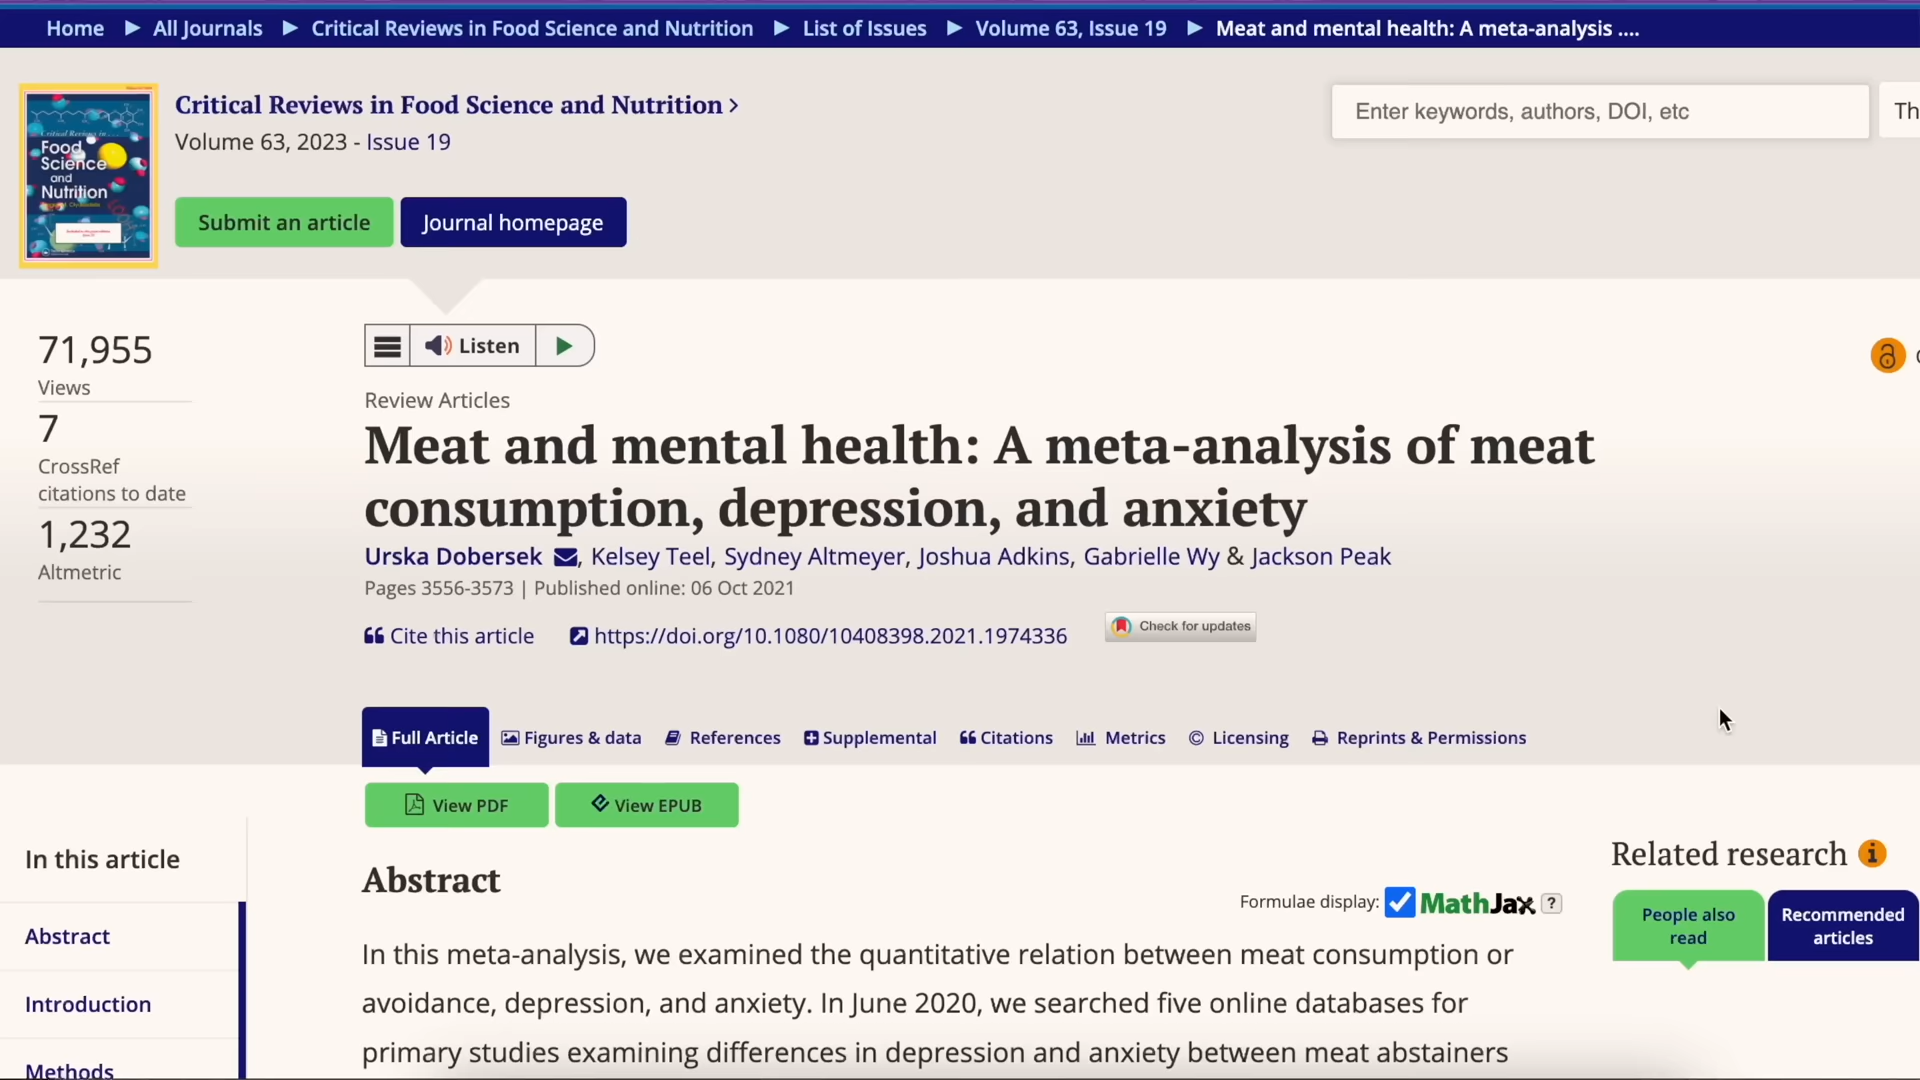 Home ▶ All Journals ▶ Critical Reviews in Food Science and Nutrition ▶ List of Issues ▶ Volume 63, Issue 19 ▶ Meat and mental health: A meta-analysis ....
Critical Reviews in Food Science and Nutrition >
Volume 63, 2023 - Issue 19
Enter keywords, authors, DOI, etc
Th
Food
Science
and
Nutrition
Submit an article
Journal homepage
71,955
Views
7
CrossRef
citations to date
1,232
Altmetric
Listen
Review Articles
Meat and mental health: A meta-analysis of meat
consumption, depression, and anxiety
Urska Dobersek, Kelsey Teel, Sydney Altmeyer, Joshua Adkins, Gabrielle Wy & Jackson Peak
Pages 3556-3573 | Published online: 06 Oct 2021
Cite this article https://doi.org/10.1080/10408398.2021.1974336 Check for updates
Full Article Figures & data References Supplemental Citations Metrics Licensing Reprints & Permissions
View PDF View EPUB
In this article
Abstract
Introduction
Methods
Abstract
Formulae display: MathJax ?
In this meta-analysis, we examined the quantitative relation between meat consumption or
avoidance, depression, and anxiety. In June 2020, we searched five online databases for
primary studies examining differences in depression and anxiety between meat abstainers
Related research
People also
read
Recommended
articles